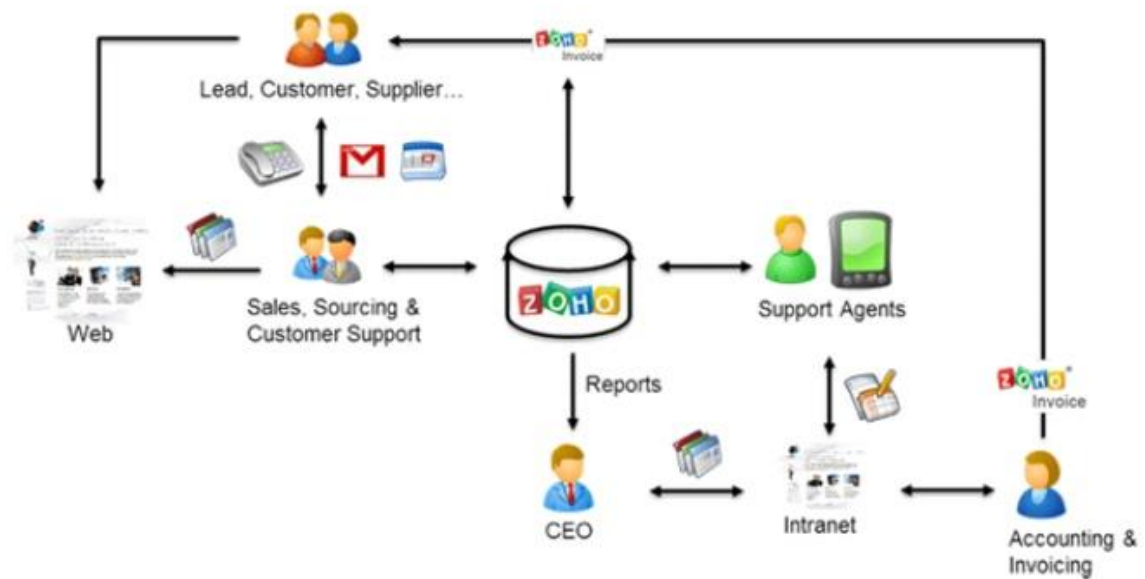 ZOHO
Invoice
Lead, Customer, Supplier...
Web
Sales, Sourcing &
Customer Support
ZOHO
Support Agents
Reports
ZOHO
Invoice
CEO
Intranet
Accounting &
Invoicing